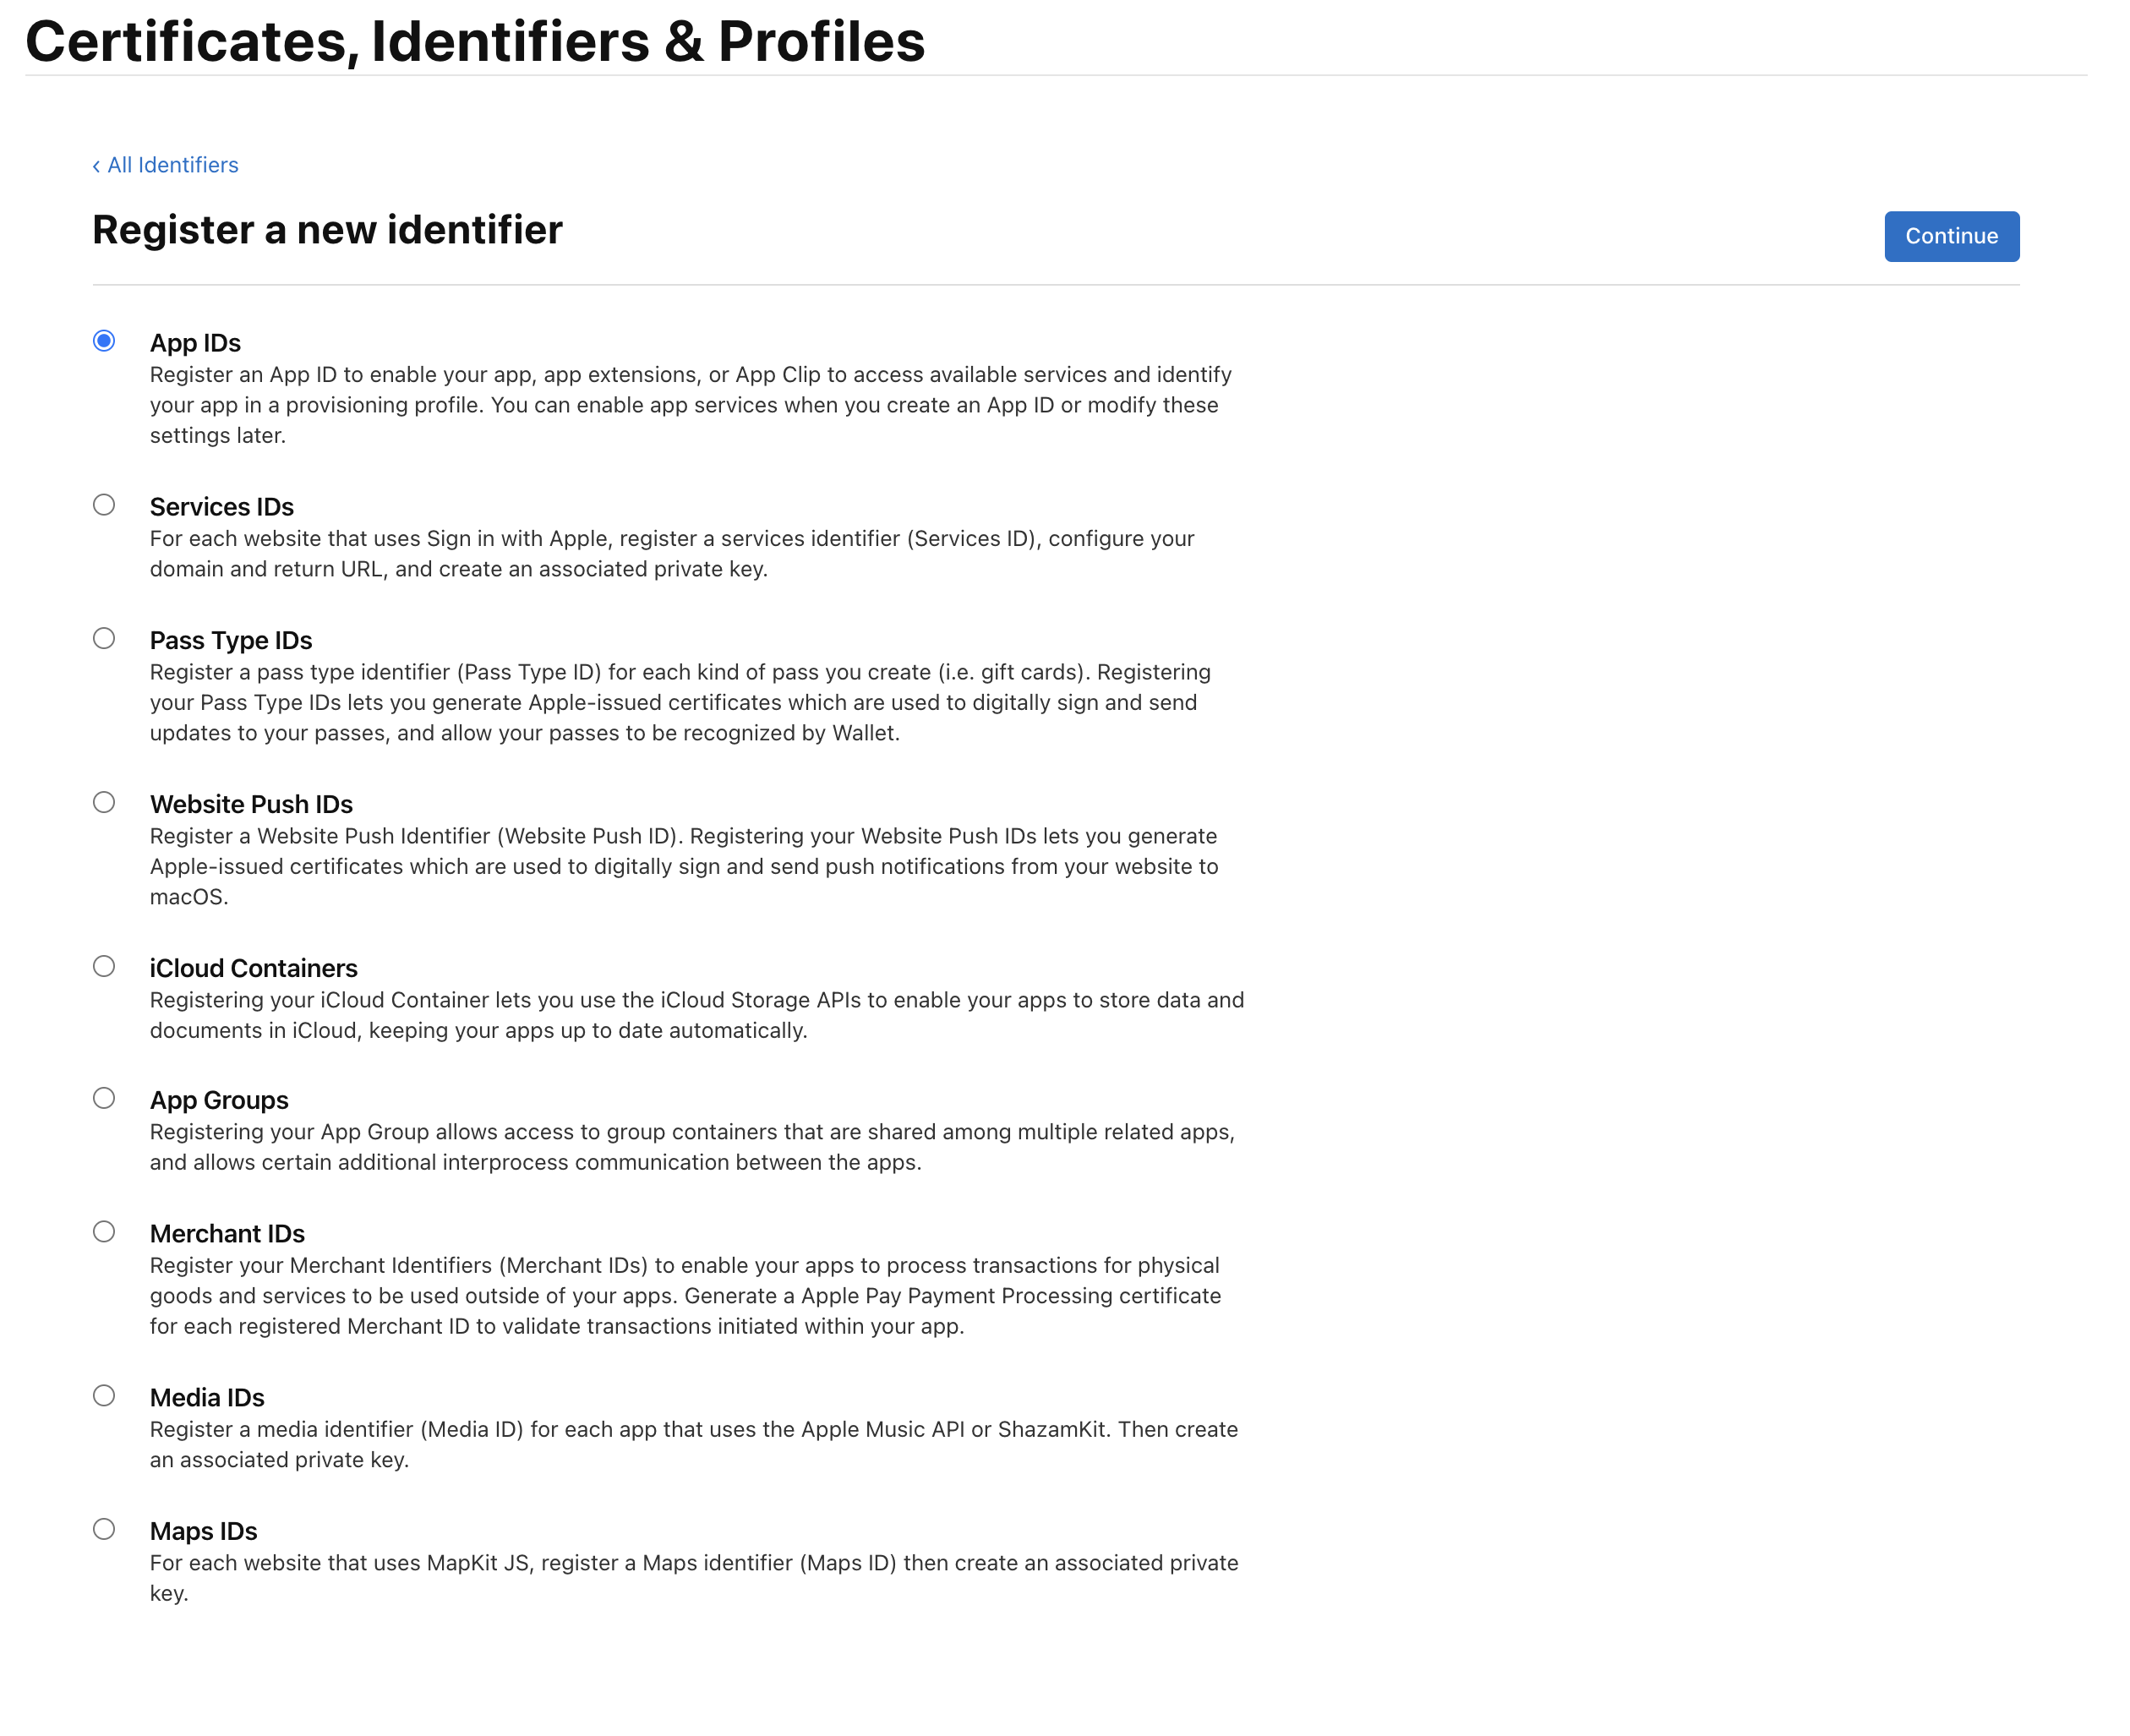 Certificates, Identifiers & Profiles
‹ All Identifiers
Register a new identifier
Continue
App IDs
Register an App ID to enable your app, app extensions, or App Clip to access available services and identify
your app in a provisioning profile. You can enable app services when you create an App ID or modify these
settings later.
Services IDs
For each website that uses Sign in with Apple, register a services identifier (Services ID), configure your
domain and return URL, and create an associated private key.
Pass Type IDs
Register a pass type identifier (Pass Type ID) for each kind of pass you create (i.e. gift cards). Registering
your Pass Type IDs lets you generate Apple-issued certificates which are used to digitally sign and send
updates to your passes, and allow your passes to be recognized by Wallet.
Website Push IDs
Register a Website Push Identifier (Website Push ID). Registering your Website Push IDs lets you generate
Apple-issued certificates which are used to digitally sign and send push notifications from your website to
macOS.
iCloud Containers
Registering your iCloud Container lets you use the iCloud Storage APIs to enable your apps to store data and
documents in iCloud, keeping your apps up to date automatically.
App Groups
Registering your App Group allows access to group containers that are shared among multiple related apps,
and allows certain additional interprocess communication between the apps.
Merchant IDs
Register your Merchant Identifiers (Merchant IDs) to enable your apps to process transactions for physical
goods and services to be used outside of your apps. Generate a Apple Pay Payment Processing certificate
for each registered Merchant ID to validate transactions initiated within your app.
Media IDs
Register a media identifier (Media ID) for each app that uses the Apple Music API or ShazamKit. Then create
an associated private key.
Maps IDs
For each website that uses MapKit JS, register a Maps identifier (Maps ID) then create an associated private
key.